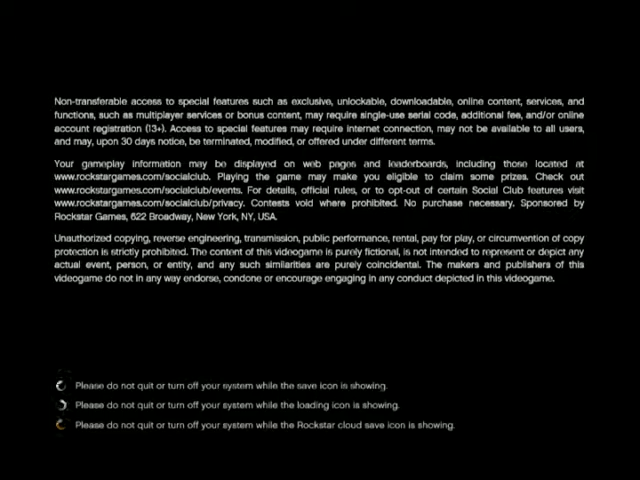 Non-transferable access to special features such as exclusive, unlockable, downloadable, online content, services, and
functions, such as multiplayer services or bonus content, may require single-use serial code, additional fee, and/or online
account registration (13+). Access to special features may require internet connection, may not be available to all users,
and may, upon 30 days notice, be terminated, modified, or offered under different terms.
Your gameplay information may be displayed on web pages and leaderboards, including those located at
www.rockstargames.com/socialclub. Playing the game may make you eligible to claim some prizes. Check out
www.rockstargames.com/socialclub/events. For details, official rules, or to opt-out of certain Social Club features visit
www.rockstargames.com/socialclub/privacy. Contests void where prohibited. No purchase necessary. Sponsored by
Rockstar Games, 622 Broadway, New York, NY, USA.
Unauthorized copying, reverse engineering, transmission, public performance, rental, pay for play, or circumvention of copy
protection is strictly prohibited. The content of this videogame is purely fictional, is not intended to represent or depict any
actual event, person, or entity, and any such similarities are purely coincidental. The makers and publishers of this
videogame do not in any way endorse, condone or encourage engaging in any conduct depicted in this videogame.
Please do not quit or turn off your system while the save icon is showing.
Please do not quit or turn off your system while the loading icon is showing.
Please do not quit or turn off your system while the Rockstar cloud save icon is showing.